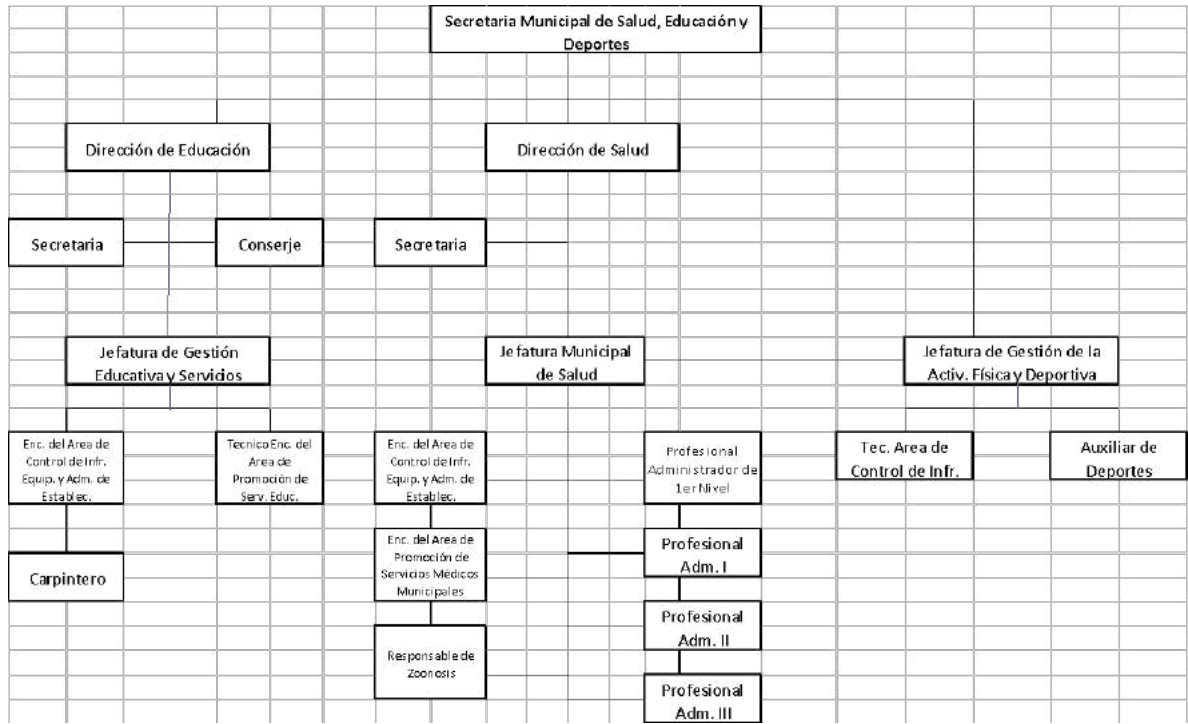 Secretaria Municipal de Salud, Educación y
Deportes
Dirección de Educación
Dirección de Salud
Secretaria
Conserje
Secretaria
Jefatura de Gestión
Educativa y Servicios
Jefatura Municipal
de Salud
Jefatura de Gestión de la
Activ. Física y Deportiva
Enc. del Area de
Control de Infr.
Equip. y Adm. de
Establec.
Tecnico Enc. del
Area de
Promoción de
Serv. Educ.
Enc. del Area de
Control de Infr.
Equip. y Adm. de
Establec.
Profesional
Administrador de
1er Nivel
Tec. Area de
Control de Infr.
Auxiliar de
Deportes
Carpintero
Enc. del Area de
Promoción de
Servicios Médicos
Municipales
Profesional
Adm. I
Profesional
Adm. II
Responsable de
Zoonosis
Profesional
Adm. III